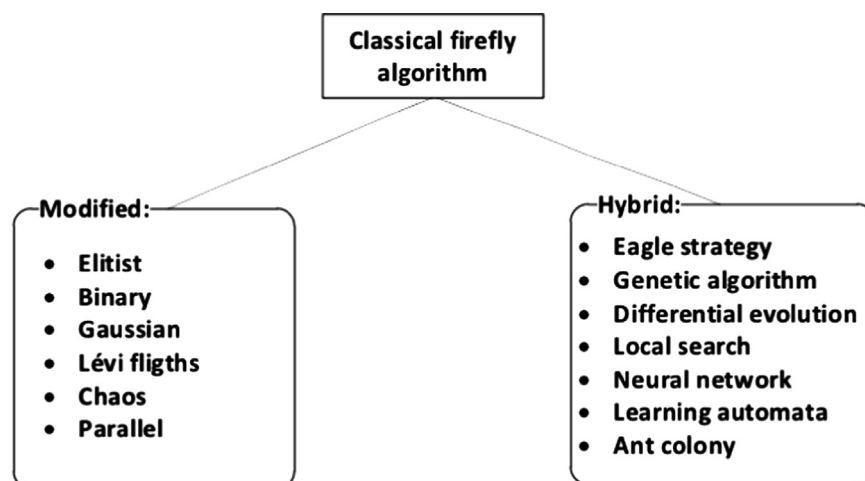 Classical firefly
algorithm
Modified:
• Elitist
• Binary
• Gaussian
• Lévi fligths
• Chaos
• Parallel
Hybrid:
• Eagle strategy
• Genetic algorithm
• Differential evolution
• Local search
• Neural network
• Learning automata
• Ant colony